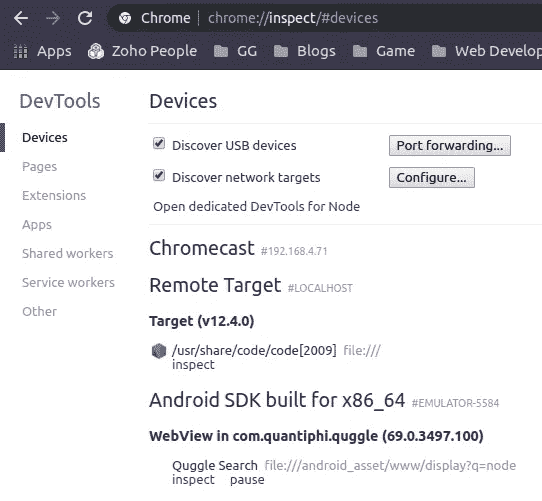 Chrome | chrome://inspect/#devices
Apps Zoho People GG Blogs Game Web Develop
DevTools
Devices
Pages
Extensions
Apps
Shared workers
Service workers
Other
Devices
Discover USB devices Port forwarding...
Discover network targets Configure...
Open dedicated DevTools for Node
Chromecast #192.168.4.71
Remote Target #LOCALHOST
Target (v12.4.0)
/usr/share/code/code[2009] file:///
inspect
Android SDK built for x86_64 #EMULATOR-5584
WebView in com.quantiphi.quggle (69.0.3497.100)
Quggle Search file:///android_asset/www/display?q=node
inspect pause